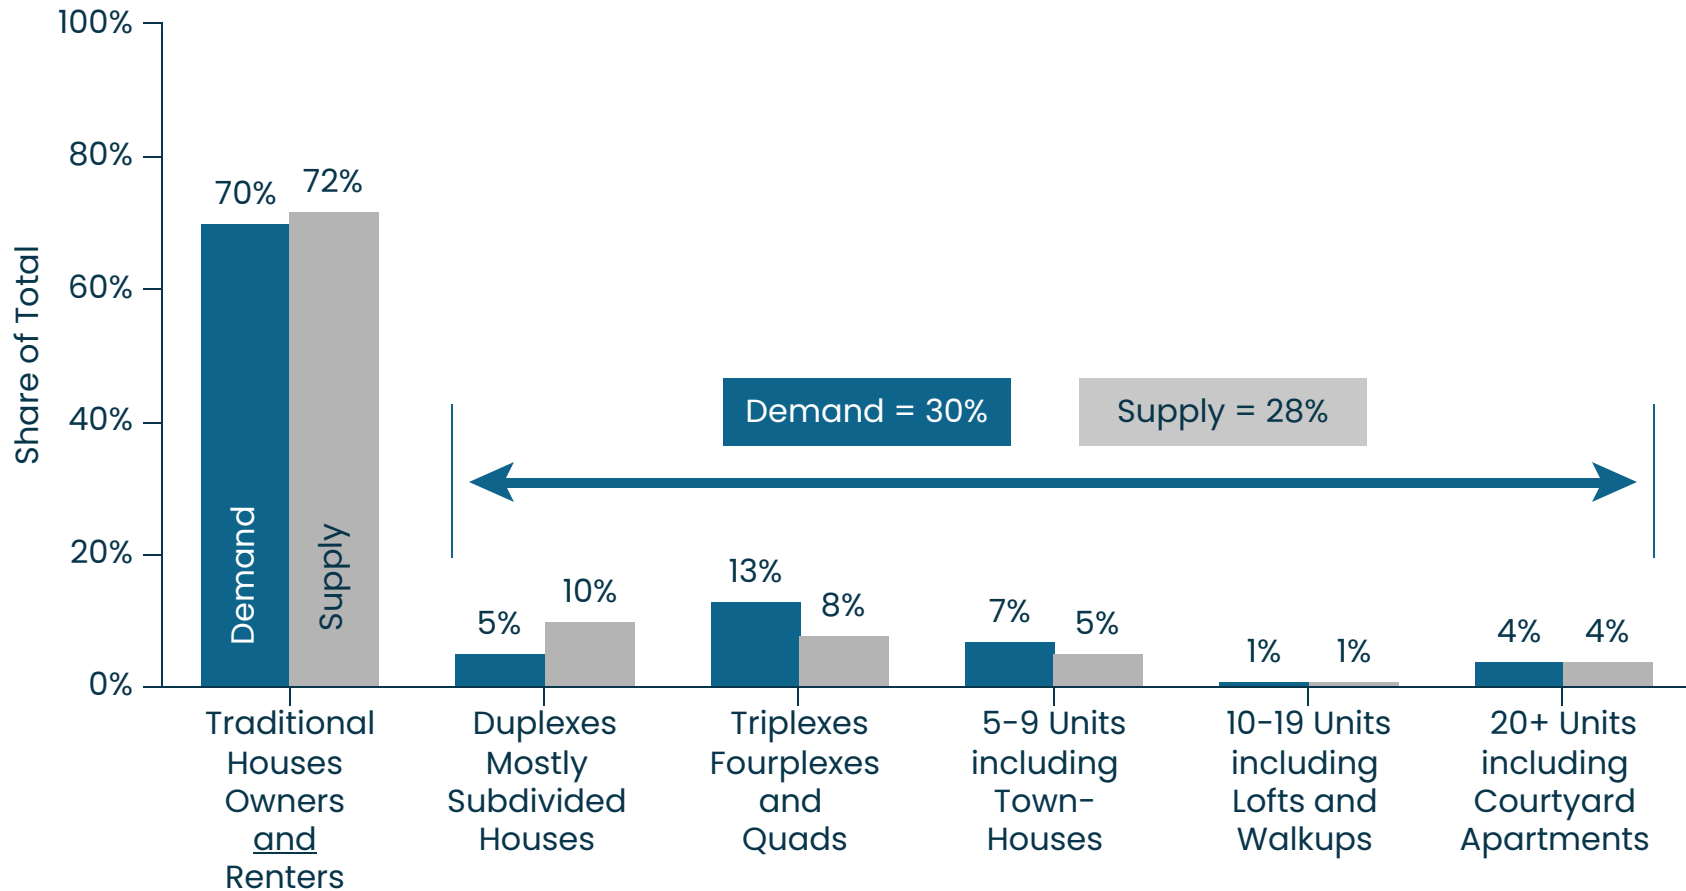 100%
80%
60%
40%
20%
0%
Share of Total
70%
72%
Demand
Supply
Demand = 30%
Supply = 28%
5%
10%
13%
8%
7%
5%
1%
1%
4%
4%
Traditional
Houses
Owners
and
Renters
Duplexes
Mostly
Subdivided
Houses
Triplexes
Fourplexes
and
Quads
5-9 Units
including
Town-
Houses
10-19 Units
including
Lofts and
Walkups
20+ Units
including
Courtyard
Apartments